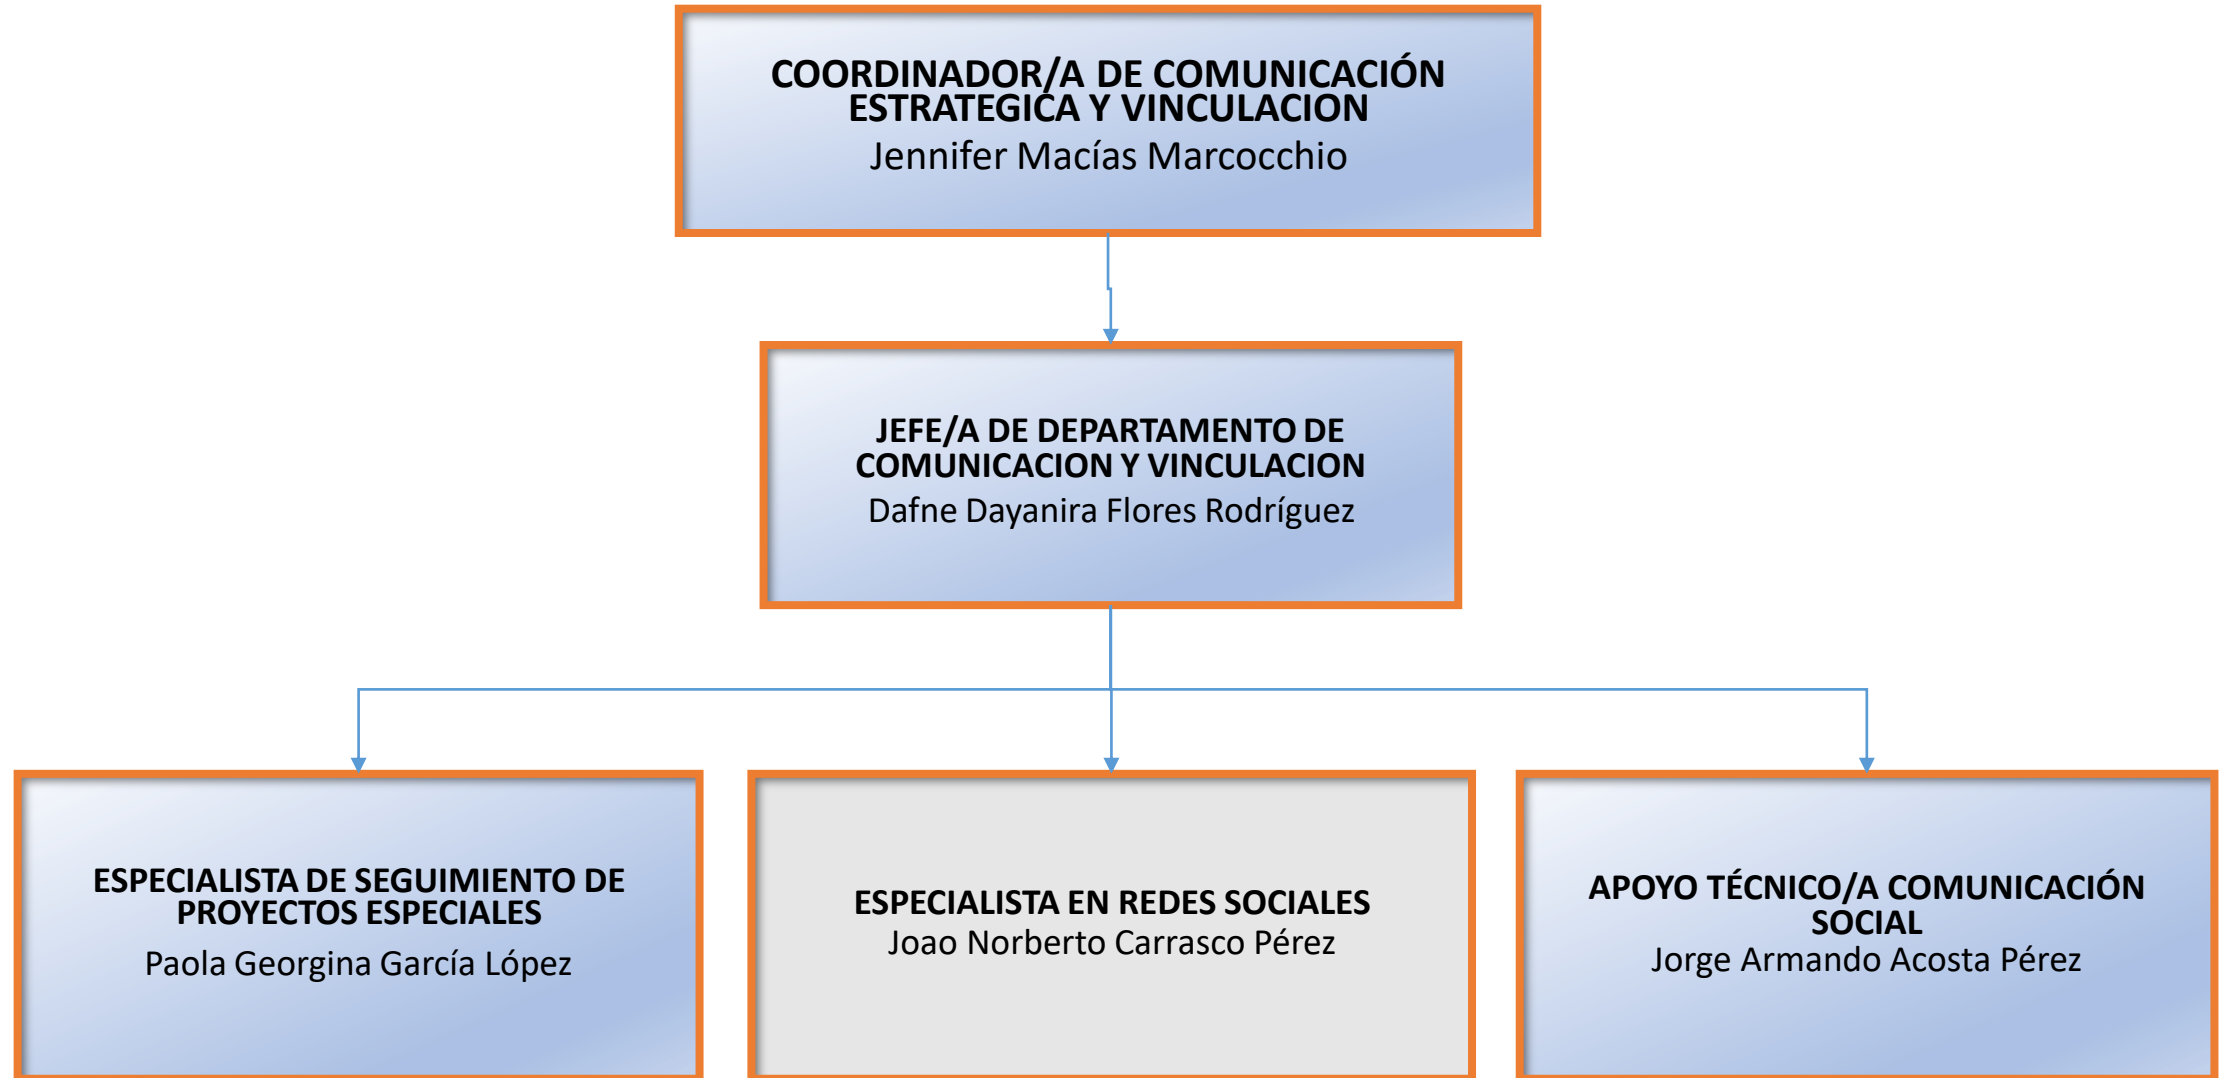 COORDINADOR/A DE COMUNICACIÓN
ESTRATEGICA Y VINCULACION
Jennifer Macías Marcocchio
JEFE/A DE DEPARTAMENTO DE
COMUNICACION Y VINCULACION
Dafne Dayanira Flores Rodríguez
ESPECIALISTA DE SEGUIMIENTO DE
PROYECTOS ESPECIALES
Paola Georgina García López
ESPECIALISTA EN REDES SOCIALES
Joao Norberto Carrasco Pérez
APOYO TÉCNICO/A COMUNICACIÓN
SOCIAL
Jorge Armando Acosta Pérez